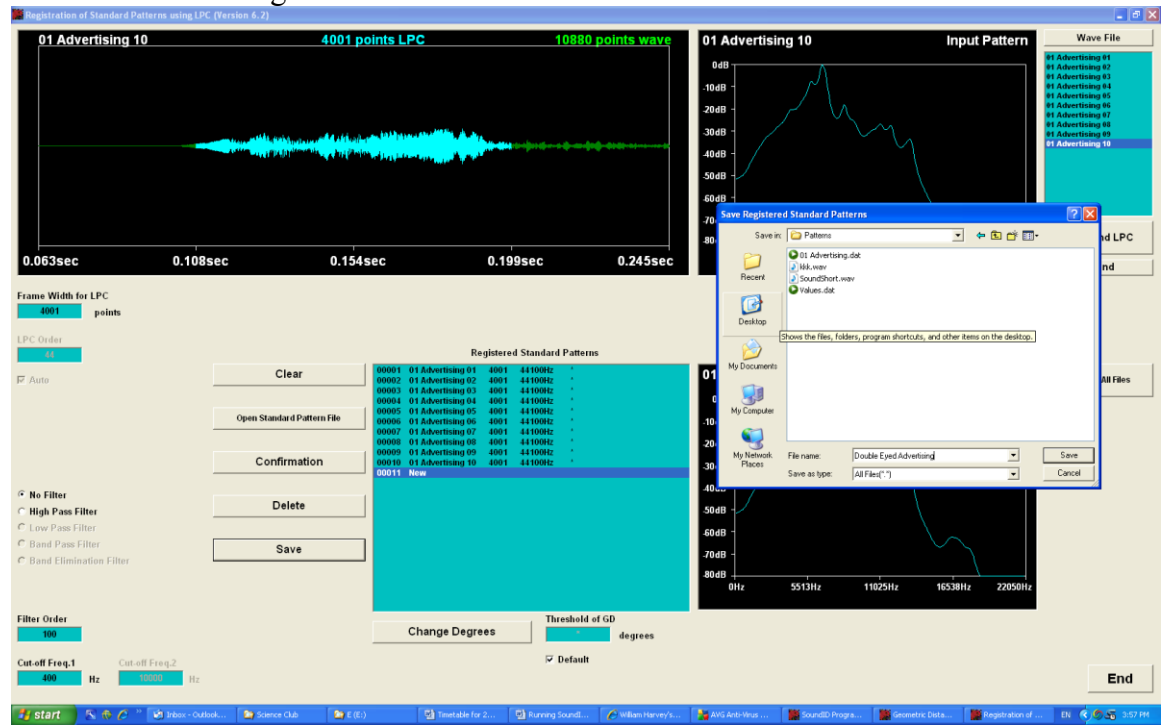 Registration of Standard Patterns using LPC (Version 6.2)
01 Advertising 10
4001 points LPC
10880 points wave
0.063sec 0.108sec 0.154sec 0.199sec 0.245sec
01 Advertising 10
Input Pattern
0dB
-10dB
-20dB
-30dB
-40dB
-50dB
-60dB
-70
-80
Wave File
01 Advertising 01
01 Advertising 02
01 Advertising 03
01 Advertising 04
01 Advertising 05
01 Advertising 06
01 Advertising 07
01 Advertising 08
01 Advertising 09
01 Advertising 10
nd LPC
nd
Save Registered Standard Patterns
Save in: Patterns
01 Advertising.dat
kkk.wav
SoundShort.wav
Values.dat
Recent
Desktop
Shows the files, folders, program shortcuts, and other items on the desktop.
My Documents
My Computer
My Network
Places
File name: Double Eyed Advertising
Save
Save as type: All Files(*.*)
Cancel
Frame Width for LPC
4001 points
LPC Order
44
Auto
Clear
Open Standard Pattern File
Confirmation
Delete
Save
No Filter
High Pass Filter
Low Pass Filter
Band Pass Filter
Band Elimination Filter
Registered Standard Patterns
00001 01 Advertising 01 4001 44100Hz *
00002 01 Advertising 02 4001 44100Hz *
00003 01 Advertising 03 4001 44100Hz *
00004 01 Advertising 04 4001 44100Hz *
00005 01 Advertising 05 4001 44100Hz *
00006 01 Advertising 06 4001 44100Hz *
00007 01 Advertising 07 4001 44100Hz *
00008 01 Advertising 08 4001 44100Hz *
00009 01 Advertising 09 4001 44100Hz *
00010 01 Advertising 10 4001 44100Hz *
00011 New
01
0
-10
-20
-30
-40
-50dB
-60dB
-70dB
-80dB
0Hz 5513Hz 11025Hz 16538Hz 22050Hz
All Files
Filter Order
100
Cut-off Freq.1
400 Hz
Cut-off Freq.2
10000 Hz
Change Degrees
Threshold of GD
* degrees
Default
End
start
Inbox - Outlook...
Science Club
E (E:)
Timetable for 2...
Running SoundI...
William Harvey's...
AVG Anti-Virus ...
SoundID Progra...
Geometric Dista...
Registration of ...
EN
3:57 PM